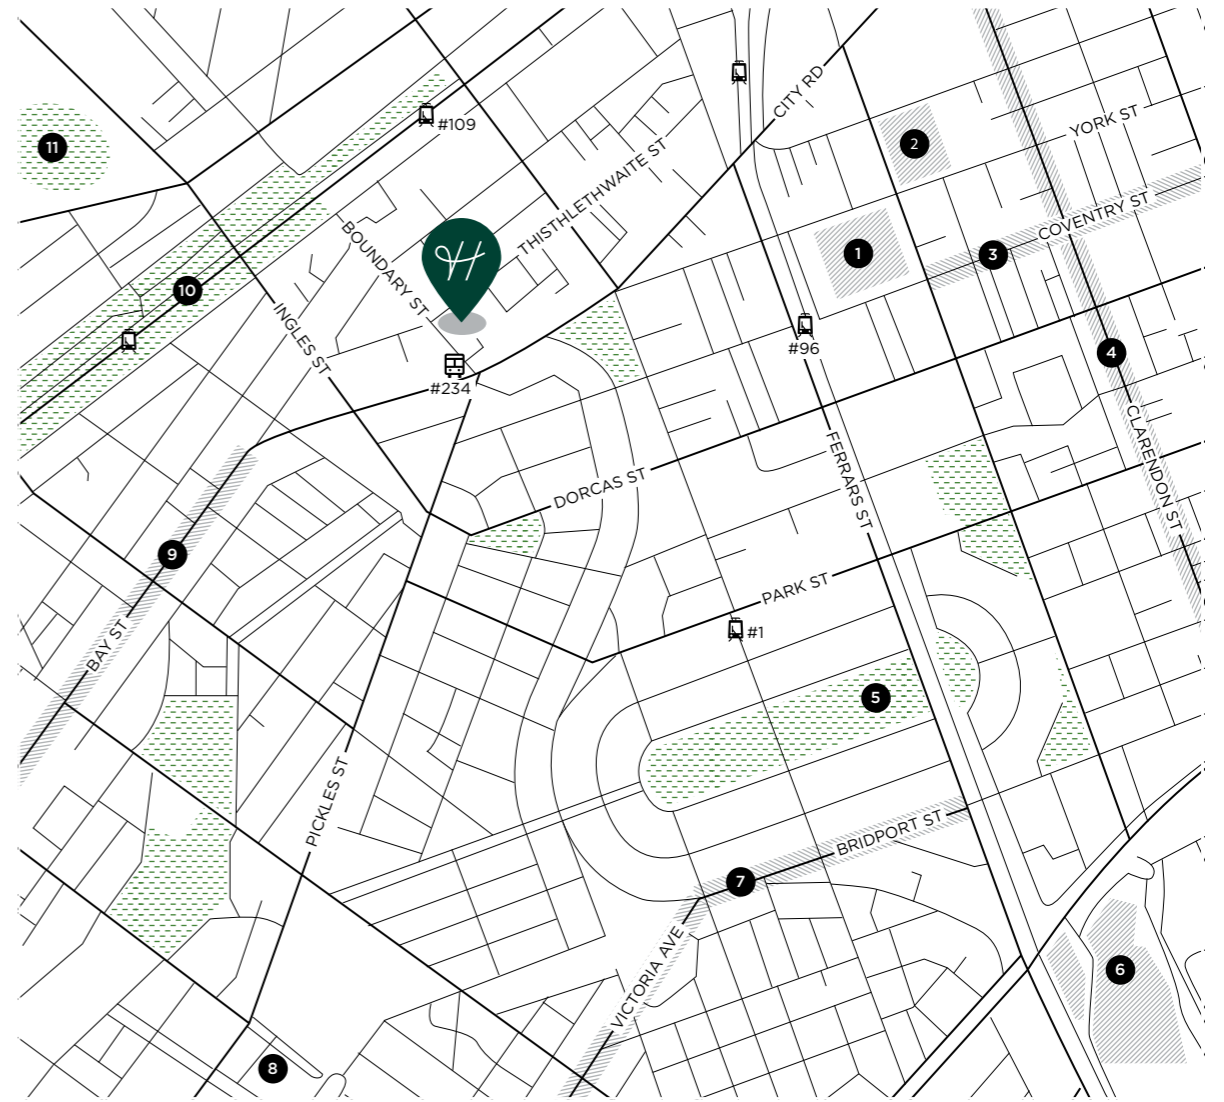 CITY RD
#109
YORK ST
2
11
THISTHLETHWAITE ST
COVENTRY ST
BOUNDARY ST
H
1
3
10
INGLES ST
#96
4
#234
CLARENDON ST
FERRARS ST
DORCAS ST
9
PARK ST
#1
BAY ST
5
PICKLES ST
BRIDPORT ST
7
VICTORIA AVE
6
8